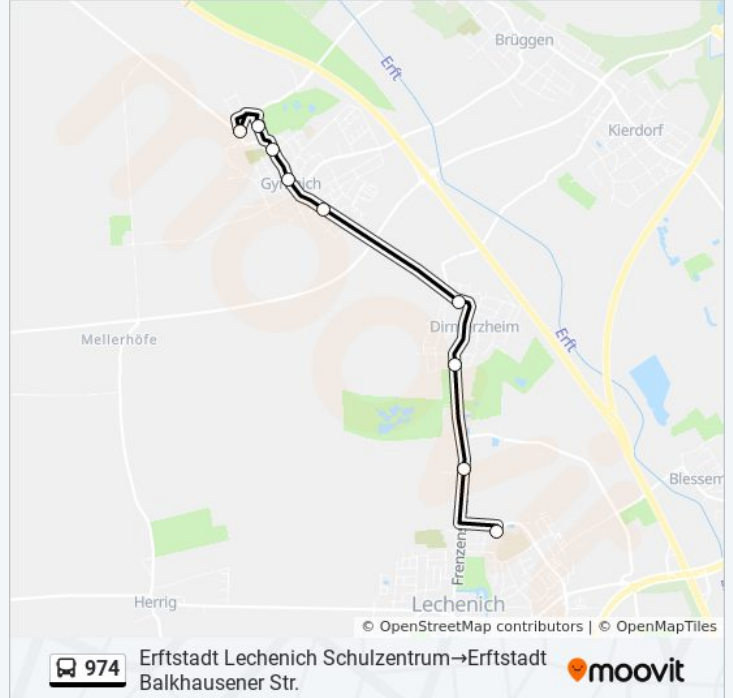 Brüggen
Erft
Kierdorf
Gymnich
Dirmerzheim
Mellerhöfe
Erft
Blessem
Frenzens
Herrig
Lechenich
© OpenStreetMap contributors | © OpenMapTiles
974
Erftstadt Lechenich Schulzentrum→Erftstadt
Balkhausener Str.
moovit